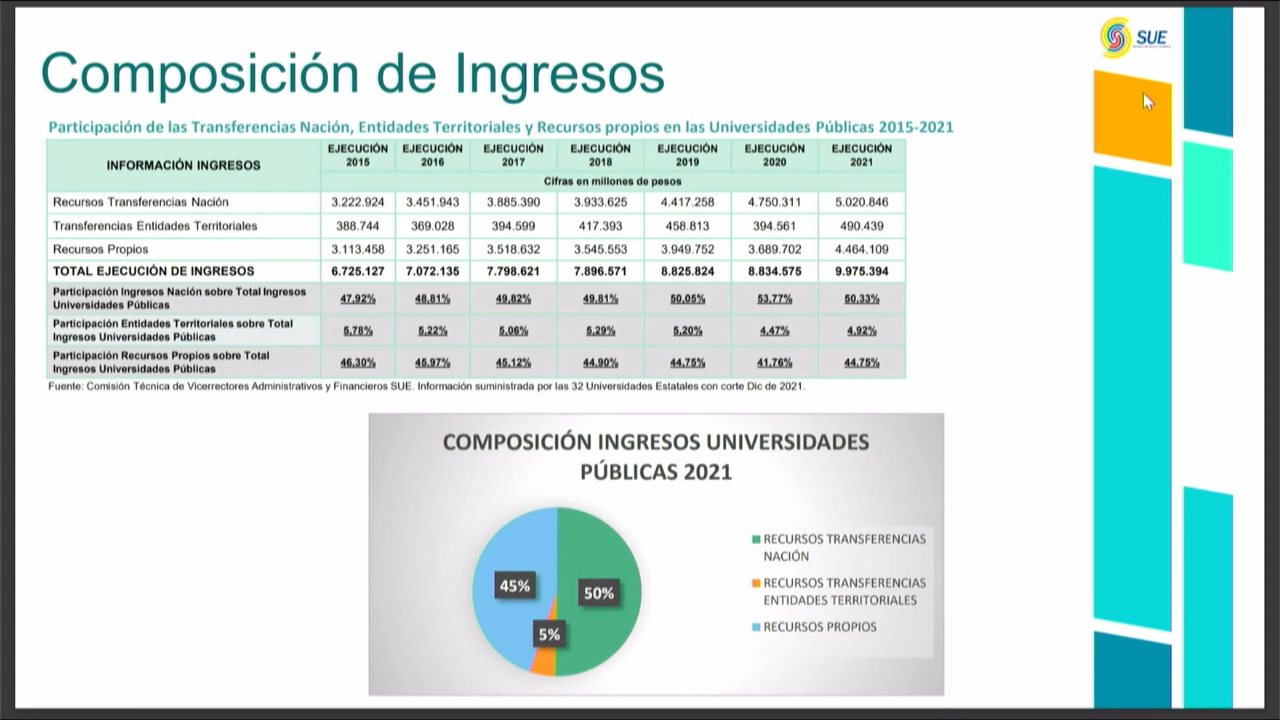 SUE
Composición de Ingresos
Participación de las Transferencias Nación, Entidades Territoriales y Recursos propios en las Universidades Públicas 2015-2021
INFORMACIÓN INGRESOS EJECUCIÓN 2015 EJECUCIÓN 2016 EJECUCIÓN 2017 EJECUCIÓN 2018 EJECUCIÓN 2019 EJECUCIÓN 2020 EJECUCIÓN 2021
Cifras en millones de pesos
Recursos Transferencias Nación 3.222.924 3.451.943 3.885.390 3.933.625 4.417.258 4.750.311 5.020.846
Transferencias Entidades Territoriales 388.744 369.028 394.599 417.393 458.813 394.561 490.439
Recursos Propios 3.113.458 3.251.165 3.518.632 3.545.553 3.949.752 3.689.702 4.464.109
TOTAL EJECUCIÓN DE INGRESOS 6.725.127 7.072.135 7.798.621 7.896.571 8.825.824 8.834.575 9.975.394
Participación Ingresos Nación sobre Total Ingresos
Universidades Públicas 47,92% 48,81% 49,82% 49,81% 50,05% 53,77% 50,33%
Participación Entidades Territoriales sobre Total
Ingresos Universidades Públicas 5,78% 5,22% 5,06% 5,29% 5,20% 4,47% 4,92%
Participación Recursos Propios sobre Total
Ingresos Universidades Públicas 46,30% 45,97% 45,12% 44,90% 44,75% 41,76% 44,75%
Fuente: Comisión Técnica de Vicerrectores Administrativos y Financieros SUE. Información suministrada por las 32 Universidades Estatales con corte Dic de 2021.
COMPOSICIÓN INGRESOS UNIVERSIDADES
PÚBLICAS 2021
45%
50%
5%
RECURSOS TRANSFERENCIAS
NACIÓN
RECURSOS TRANSFERENCIAS
ENTIDADES TERRITORIALES
RECURSOS PROPIOS